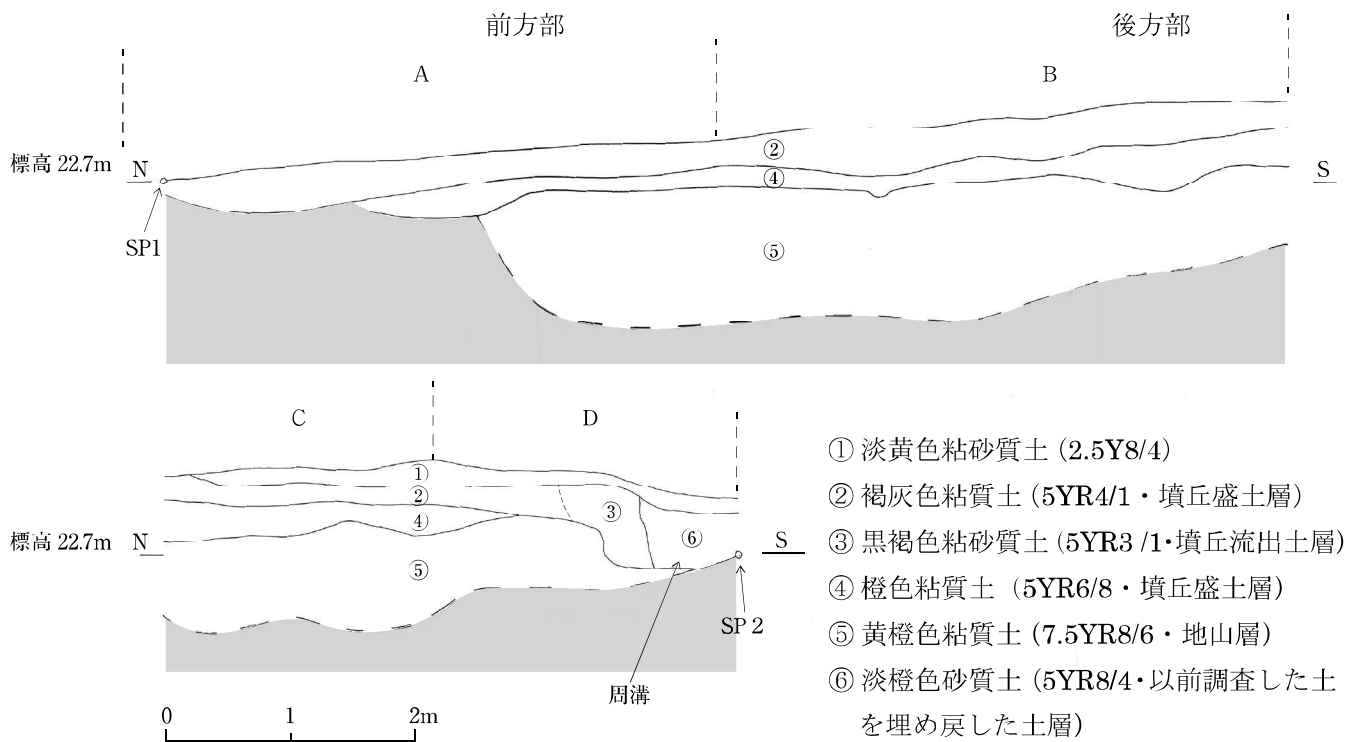 前方部
後方部
A
B
標高 22.7m
N
②
④
S
SP1
⑤
C
D
①
②
③
④
標高 22.7m
N
⑥
S
⑤
SP 2
周溝
0 1 2m
① 淡黄色粘砂質土 (2.5Y8/4)
② 褐灰色粘質土 (5YR4/1・墳丘盛土層)
③ 黒褐色粘砂質土 (5YR3 /1・墳丘流出土層)
④ 橙色粘質土 (5YR6/8・墳丘盛土層)
⑤ 黄橙色粘質土 (7.5YR8/6・地山層)
⑥ 淡橙色砂質土 (5YR8/4・以前調査した土
を埋め戻した土層)